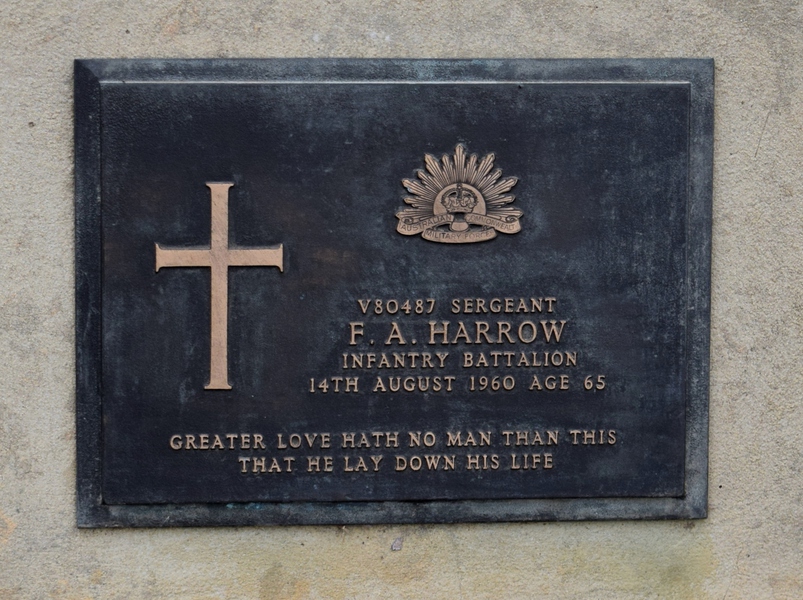 AUSTRALIAN COMMONWEALTH
MILITARY FORCES
V80487 SERGEANT
F. A. HARROW
INFANTRY BATTALION
14TH AUGUST 1960 AGE 65
GREATER LOVE HATH NO MAN THAN THIS
THAT HE LAY DOWN HIS LIFE